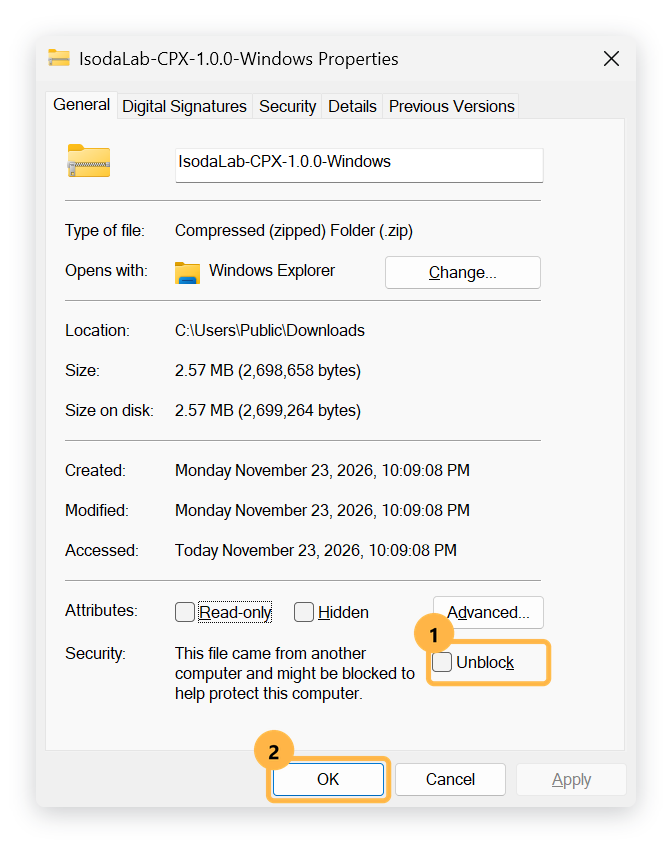 IsodaLab-CPX-1.0.0-Windows Properties
General Digital Signatures Security Details Previous Versions
IsodaLab-CPX-1.0.0-Windows
Type of file: Compressed (zipped) Folder (.zip)
Opens with: Windows Explorer Change...
Location: C:\Users\Public\Downloads
Size: 2.57 MB (2,698,658 bytes)
Size on disk: 2.57 MB (2,699,264 bytes)
Created: Monday November 23, 2026, 10:09:08 PM
Modified: Monday November 23, 2026, 10:09:08 PM
Accessed: Today November 23, 2026, 10:09:08 PM
Attributes: Read-only Hidden Advanced...
1
Security: This file came from another
computer and might be blocked to
help protect this computer.
Unblock
2
OK Cancel Apply